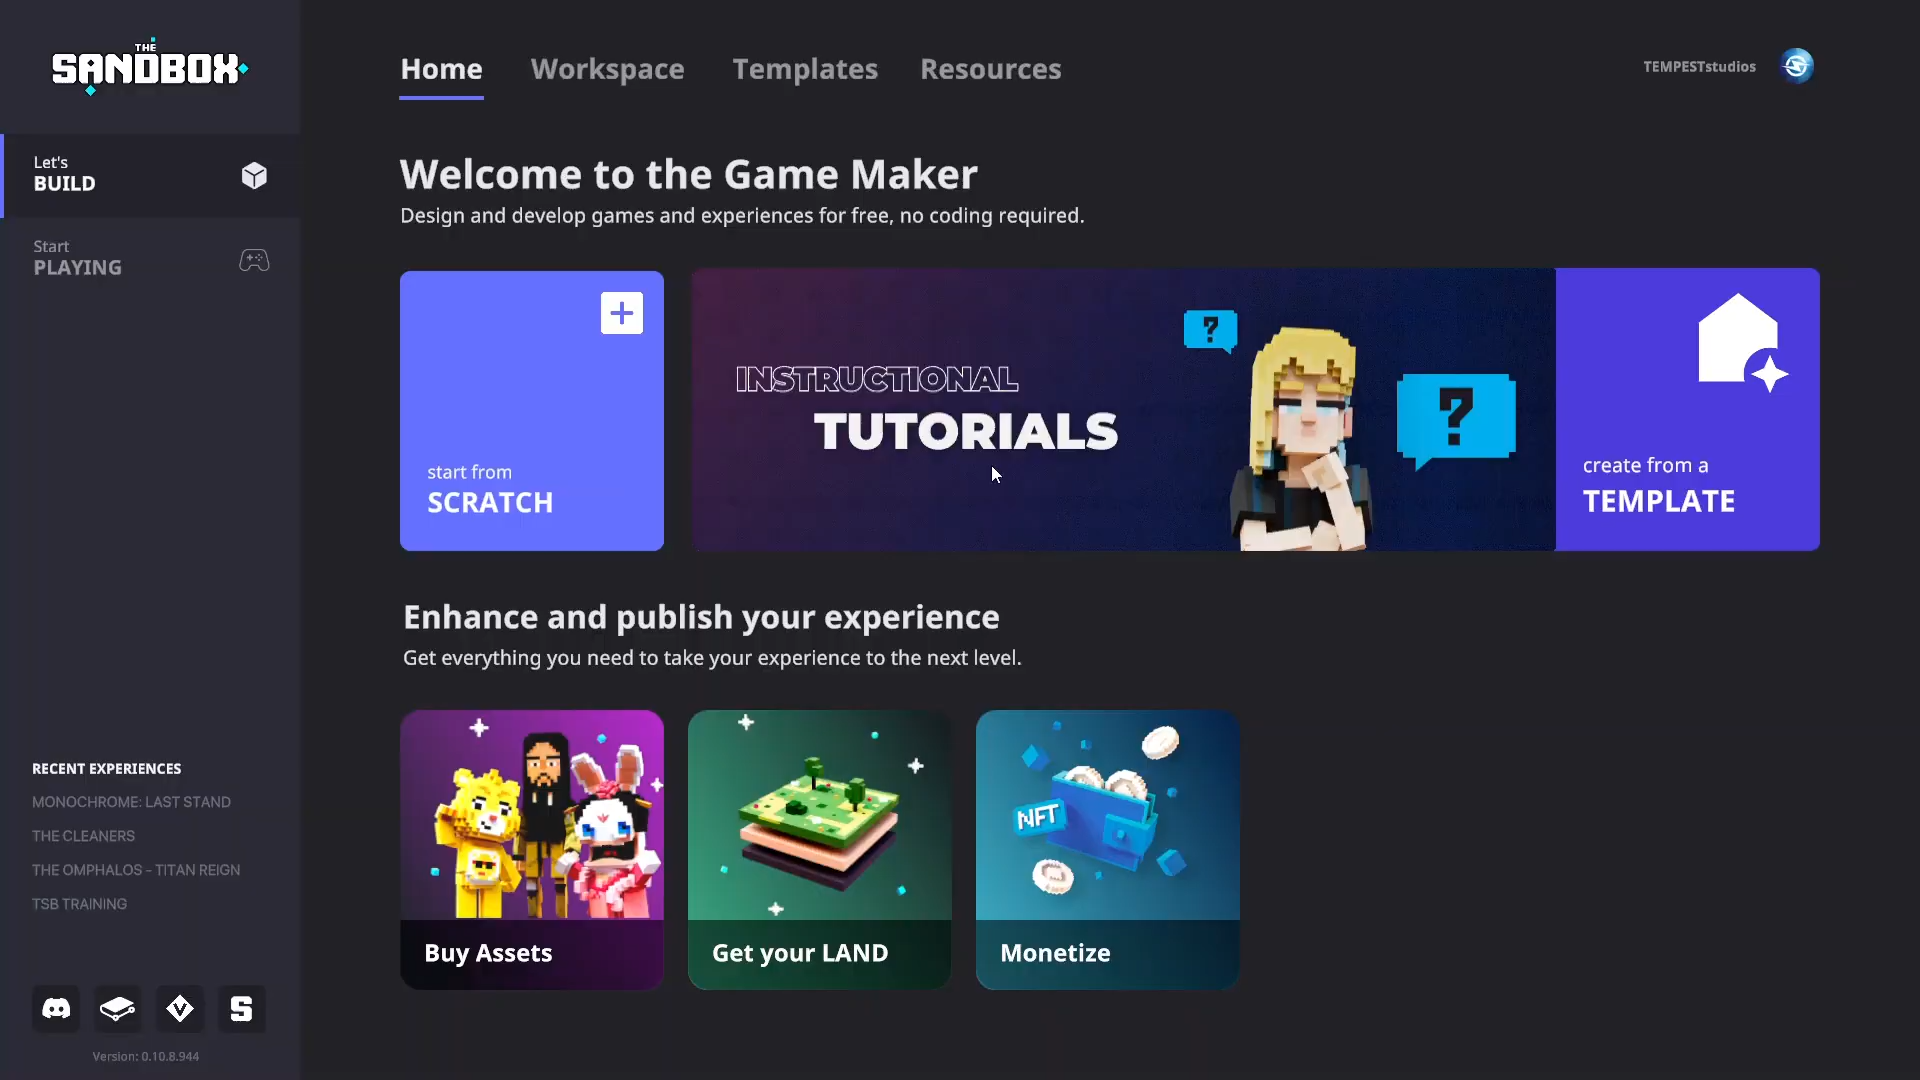 THE
SANDBOX
Home
Workspace
Templates
Resources
TEMPESTstudios
Let's
BUILD
Start
PLAYING
Welcome to the Game Maker
Design and develop games and experiences for free, no coding required.
start from
SCRATCH
INSTRUCTIONAL
TUTORIALS
?
?
create from a
TEMPLATE
Enhance and publish your experience
Get everything you need to take your experience to the next level.
NFT
Buy Assets
Get your LAND
Monetize
RECENT EXPERIENCES
MONOCHROME: LAST STAND
THE CLEANERS
THE OMPHALOS - TITAN REIGN
TSB TRAINING
V
S
Version: 0.10.8.944